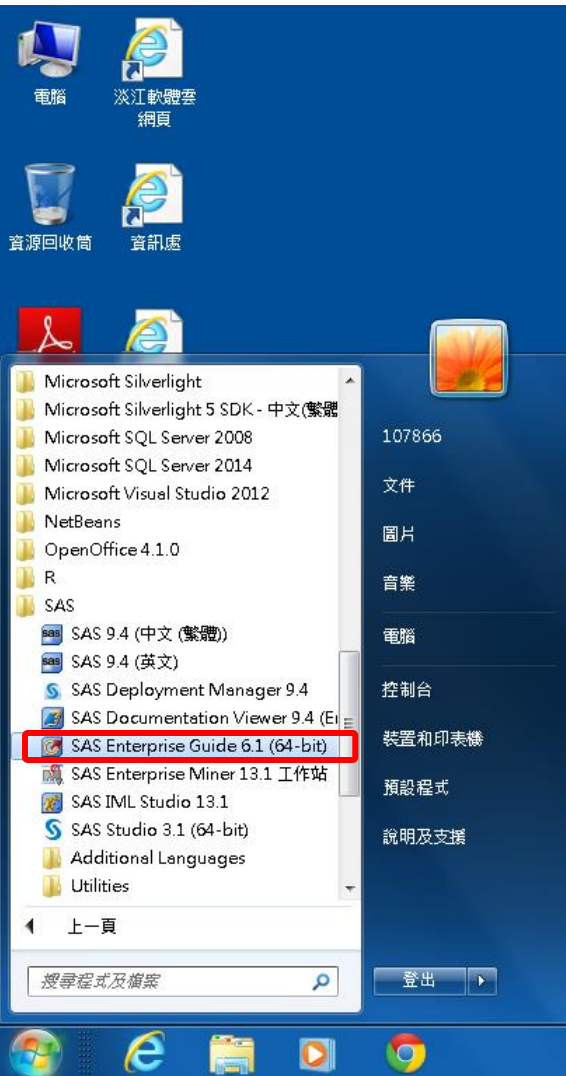 電腦
淡江軟體雲
網頁
資源回收筒
資訊處
Microsoft Silverlight
Microsoft Silverlight 5 SDK - 中文(繁體
Microsoft SQL Server 2008
Microsoft SQL Server 2014
Microsoft Visual Studio 2012
NetBeans
OpenOffice 4.1.0
R
SAS
SAS 9.4 (中文 (繁體))
SAS 9.4 (英文)
SAS Deployment Manager 9.4
SAS Documentation Viewer 9.4 (En
SAS Enterprise Guide 6.1 (64-bit)
SAS Enterprise Miner 13.1 工作站
SAS IML Studio 13.1
SAS Studio 3.1 (64-bit)
Additional Languages
Utilities
上一頁
搜尋程式及檔案
107866
文件
圖片
音樂
電腦
控制台
裝置和印表機
預設程式
說明及支援
登出